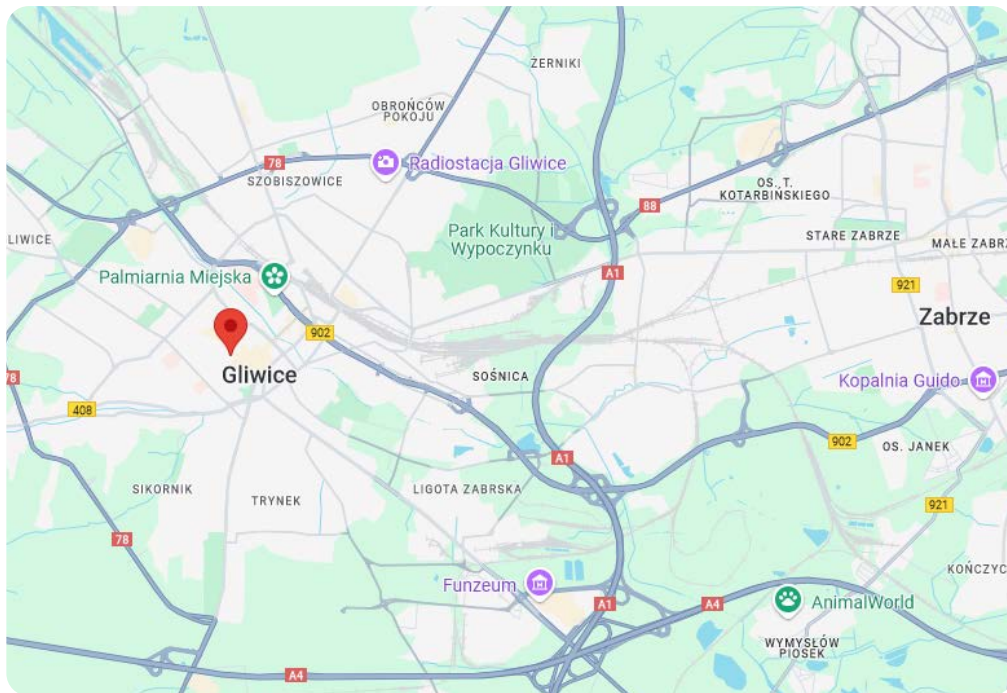 ŻERNIKI
OBROŃCÓW
POKOJU
78
Radiostacja Gliwice
SZOBISZOWICE
OS. T.
KOTARBIŃSKIEGO
88
LIWICE
Park Kultury i
Wypoczynku
STARE ZABRZE
MAŁE ZABRZ
Palmiarnia Miejska
A1
921
902
Zabrze
Gliwice
SOŚNICA
78
Kopalnia Guido
408
902
OS. JANEK
A1
SIKORNIK
TRYNEK
LIGOTA ZABRSKA
921
78
KOŃCZYC
Funzeum
A1
A4
AnimalWorld
WYMYSŁÓW
PIOSEK
A4